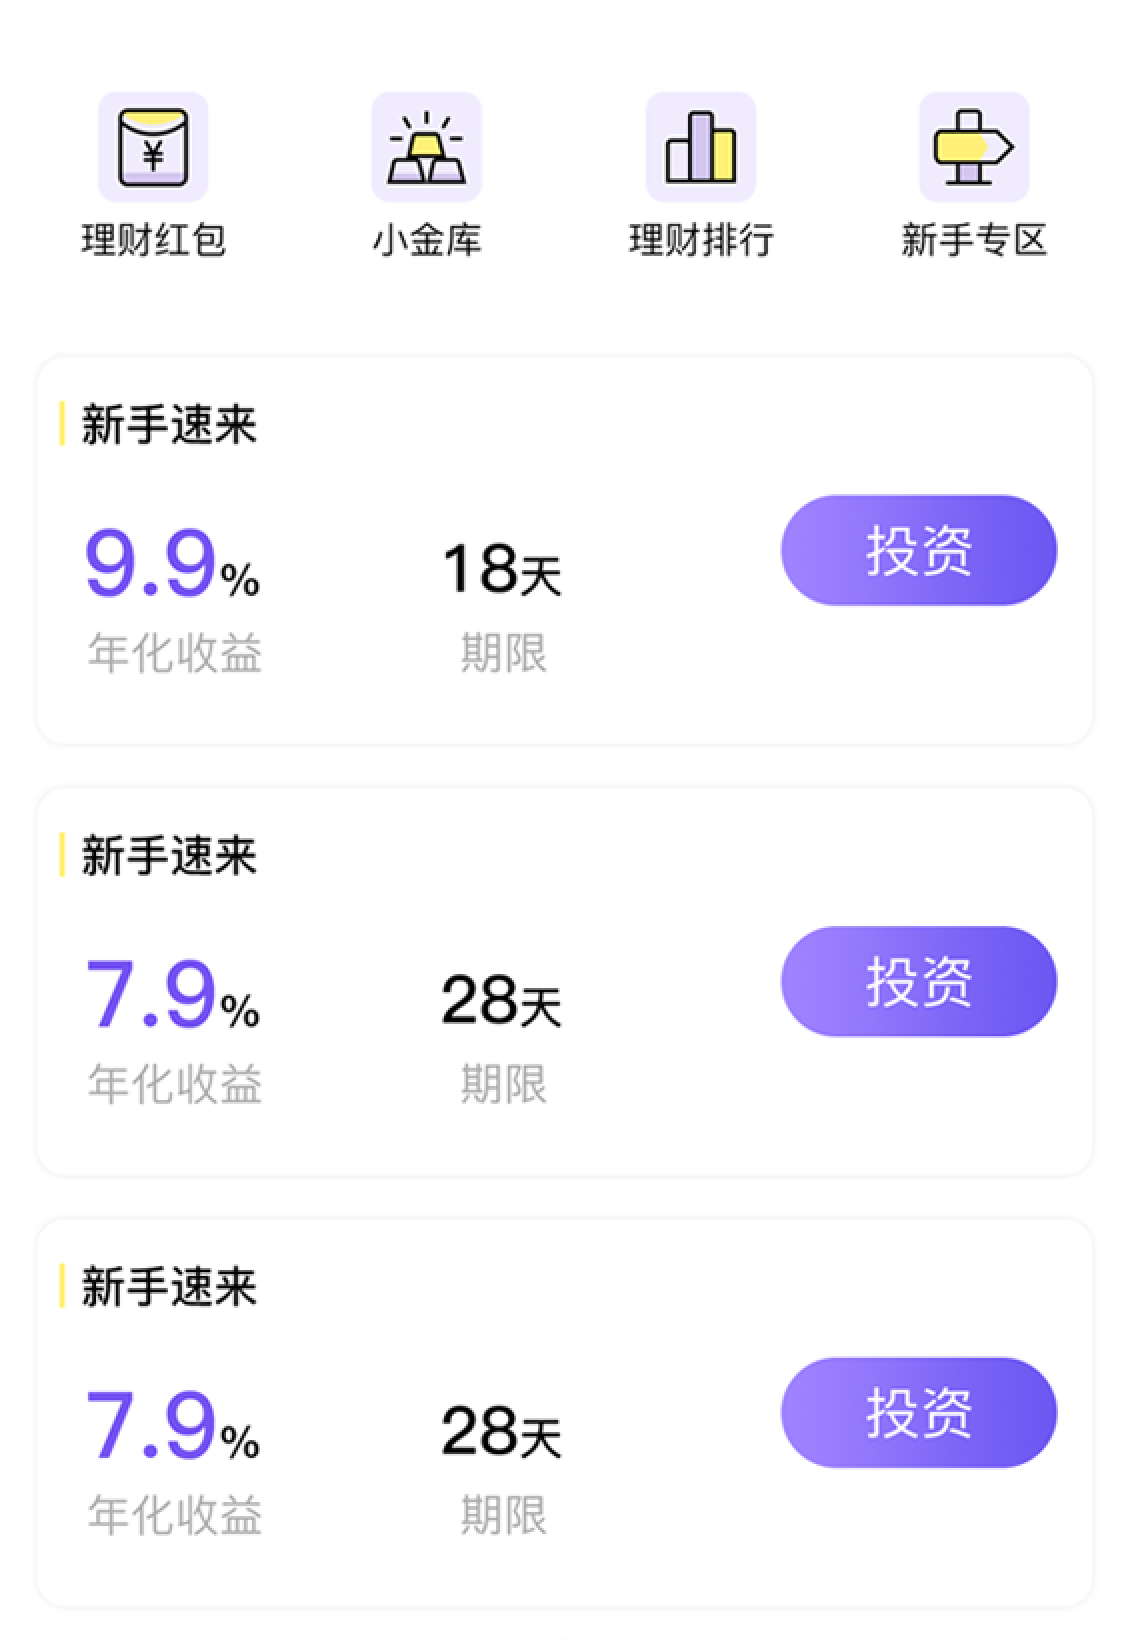 ¥
理财红包 小金库 理财排行 新手专区
新手速来
9.9% 18天 投资
年化收益 期限
新手速来
7.9% 28天 投资
年化收益 期限
新手速来
7.9% 28天 投资
年化收益 期限